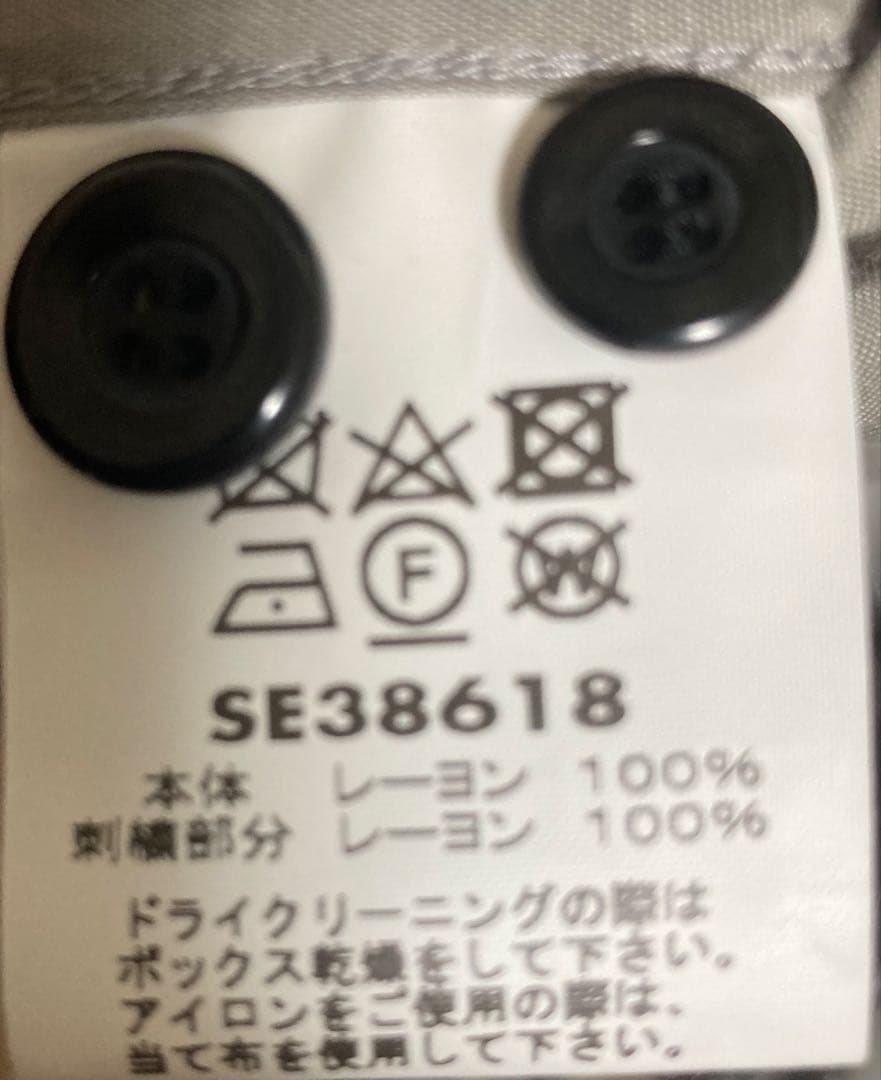 F W
SE38618
本体 レーヨン 100%
刺繍部分 レーヨン 100%
ドライクリーニングの際は
ボックス乾燥をして下さい。
アイロンをご使用の際は、
当て布を使用して下さい。